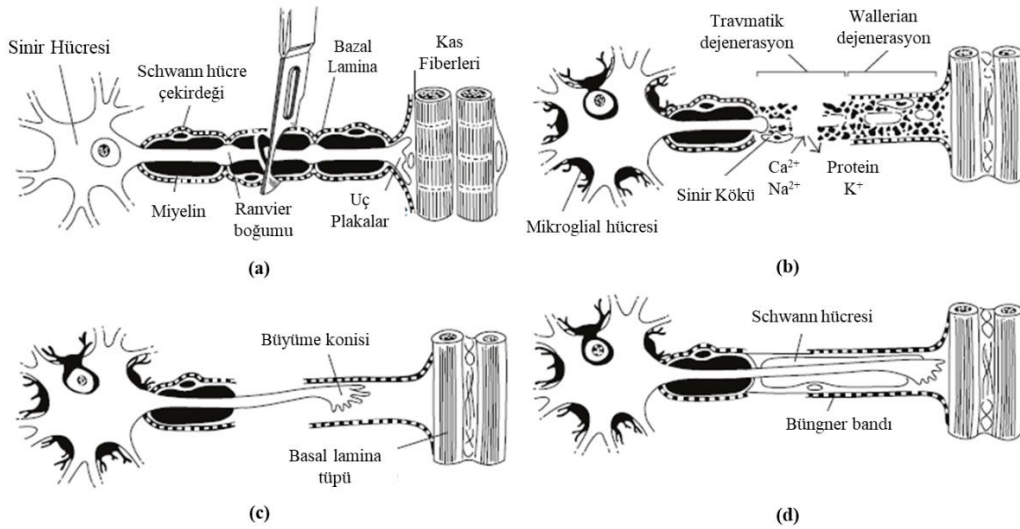 Sinir Hücresi
Schwann hücre
çekirdeği
Bazal
Lamina
Kas
Fiberleri
Miyelin
Ranvier
boğumu
Uç
Plakalar
(a)
Travmatik
dejenerasyon
Wallerian
dejenerasyon
Sinir Kökü
Ca²⁺
Na²⁺
Protein
K⁺
Mikroglial hücresi
(b)
Büyüme konisi
Basal lamina
tüpü
(c)
Schwann hücresi
Büngner bandı
(d)